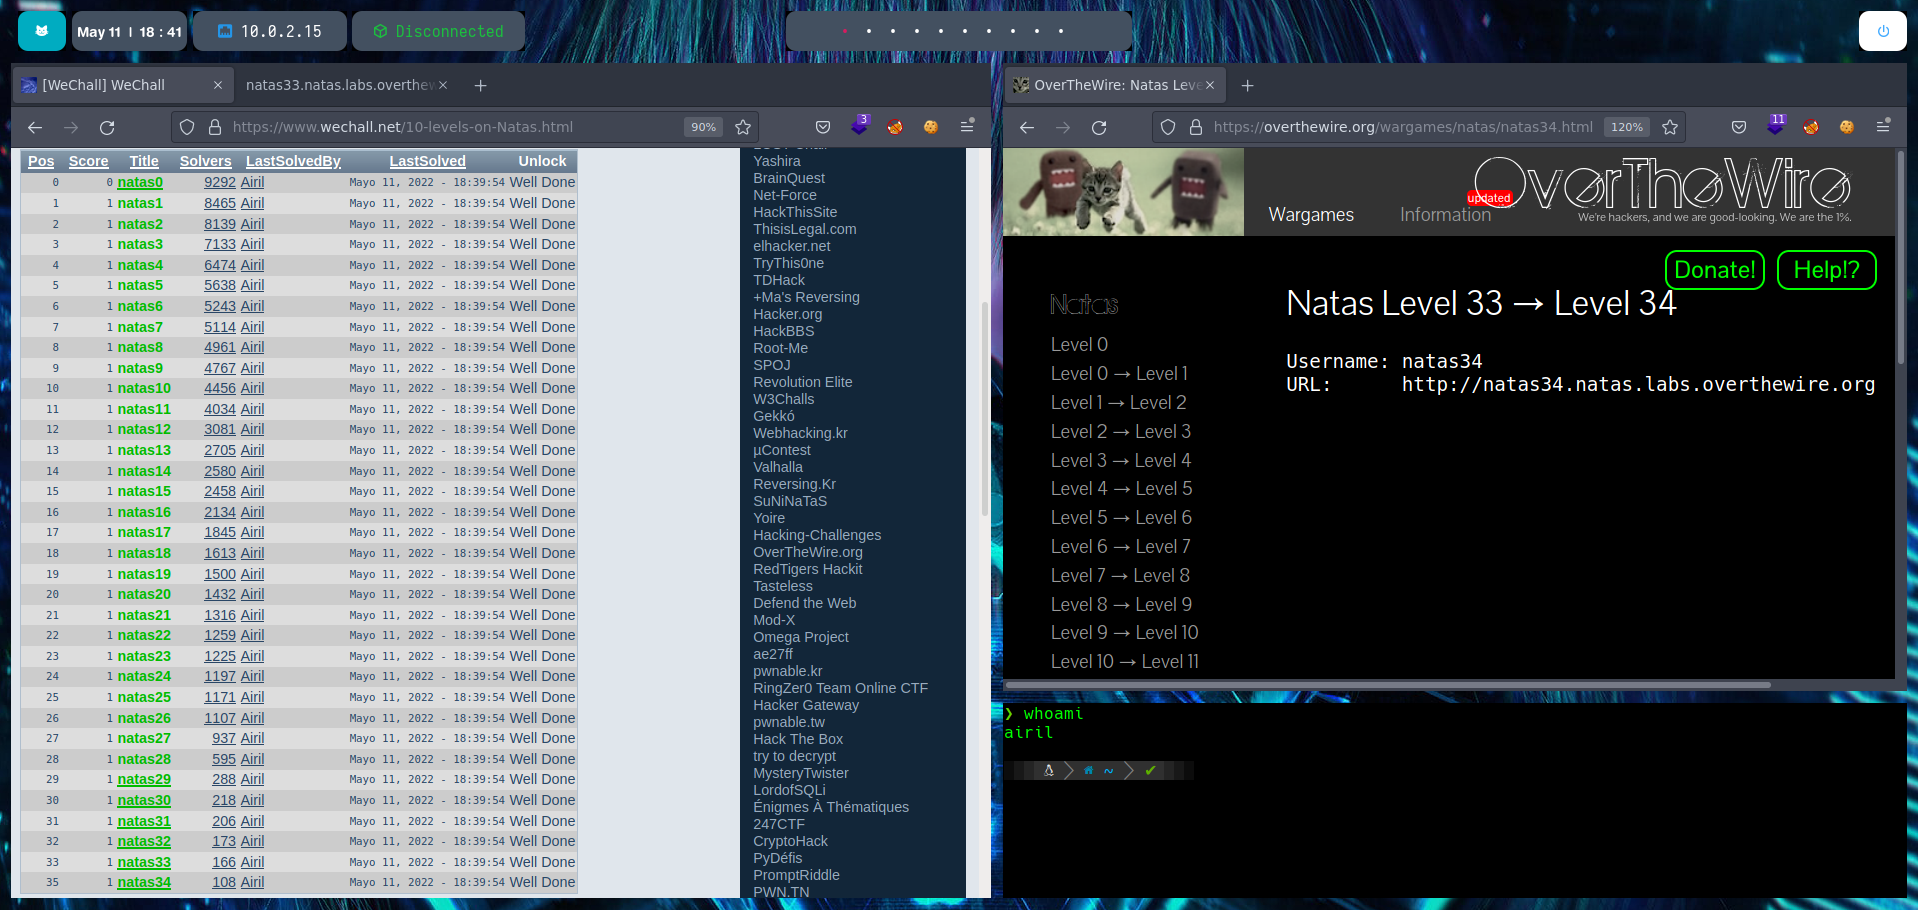 May 11 | 18 : 41
10.0.2.15
Disconnected
[WeChall] WeChall
natas33.natas.labs.overthew
https://www.wechall.net/10-levels-on-Natas.html
90%
3
Pos Score Title Solvers LastSolvedBy LastSolved Unlock
0 0 natas0 9292 Airil Mayo 11, 2022 - 18:39:54 Well Done
1 1 natas1 8465 Airil Mayo 11, 2022 - 18:39:54 Well Done
2 1 natas2 8139 Airil Mayo 11, 2022 - 18:39:54 Well Done
3 1 natas3 7133 Airil Mayo 11, 2022 - 18:39:54 Well Done
4 1 natas4 6474 Airil Mayo 11, 2022 - 18:39:54 Well Done
5 1 natas5 5638 Airil Mayo 11, 2022 - 18:39:54 Well Done
6 1 natas6 5243 Airil Mayo 11, 2022 - 18:39:54 Well Done
7 1 natas7 5114 Airil Mayo 11, 2022 - 18:39:54 Well Done
8 1 natas8 4961 Airil Mayo 11, 2022 - 18:39:54 Well Done
9 1 natas9 4767 Airil Mayo 11, 2022 - 18:39:54 Well Done
10 1 natas10 4456 Airil Mayo 11, 2022 - 18:39:54 Well Done
11 1 natas11 4034 Airil Mayo 11, 2022 - 18:39:54 Well Done
12 1 natas12 3081 Airil Mayo 11, 2022 - 18:39:54 Well Done
13 1 natas13 2705 Airil Mayo 11, 2022 - 18:39:54 Well Done
14 1 natas14 2580 Airil Mayo 11, 2022 - 18:39:54 Well Done
15 1 natas15 2458 Airil Mayo 11, 2022 - 18:39:54 Well Done
16 1 natas16 2134 Airil Mayo 11, 2022 - 18:39:54 Well Done
17 1 natas17 1845 Airil Mayo 11, 2022 - 18:39:54 Well Done
18 1 natas18 1613 Airil Mayo 11, 2022 - 18:39:54 Well Done
19 1 natas19 1500 Airil Mayo 11, 2022 - 18:39:54 Well Done
20 1 natas20 1432 Airil Mayo 11, 2022 - 18:39:54 Well Done
21 1 natas21 1316 Airil Mayo 11, 2022 - 18:39:54 Well Done
22 1 natas22 1259 Airil Mayo 11, 2022 - 18:39:54 Well Done
23 1 natas23 1225 Airil Mayo 11, 2022 - 18:39:54 Well Done
24 1 natas24 1197 Airil Mayo 11, 2022 - 18:39:54 Well Done
25 1 natas25 1171 Airil Mayo 11, 2022 - 18:39:54 Well Done
26 1 natas26 1107 Airil Mayo 11, 2022 - 18:39:54 Well Done
27 1 natas27 937 Airil Mayo 11, 2022 - 18:39:54 Well Done
28 1 natas28 595 Airil Mayo 11, 2022 - 18:39:54 Well Done
29 1 natas29 288 Airil Mayo 11, 2022 - 18:39:54 Well Done
30 1 natas30 218 Airil Mayo 11, 2022 - 18:39:54 Well Done
31 1 natas31 206 Airil Mayo 11, 2022 - 18:39:54 Well Done
32 1 natas32 173 Airil Mayo 11, 2022 - 18:39:54 Well Done
33 1 natas33 166 Airil Mayo 11, 2022 - 18:39:54 Well Done
35 1 natas34 108 Airil Mayo 11, 2022 - 18:39:54 Well Done
Yashira
BrainQuest
Net-Force
HackThisSite
ThisisLegal.com
elhacker.net
TryThis0ne
TDHack
+Ma's Reversing
Hacker.org
HackBBS
Root-Me
SPOJ
Revolution Elite
W3Challs
Gekkó
Webhacking.kr
µContest
Valhalla
Reversing.Kr
SuNiNaTaS
Yoire
Hacking-Challenges
OverTheWire.org
RedTigers Hackit
Tasteless
Defend the Web
Mod-X
Omega Project
ae27ff
pwnable.kr
RingZer0 Team Online CTF
Hacker Gateway
pwnable.tw
Hack The Box
try to decrypt
MysteryTwister
LordofSQLi
Énigmes À Thématiques
247CTF
CryptoHack
PyDéfis
PromptRiddle
PWN.TN
OverTheWire: Natas Leve
https://overthewire.org/wargames/natas/natas34.html
120%
11
OverTheWire
updated
Wargames Information
We're hackers, and we are good-looking. We are the 1%.
Donate! Help!?
Natas
Level 0
Level 0 → Level 1
Level 1 → Level 2
Level 2 → Level 3
Level 3 → Level 4
Level 4 → Level 5
Level 5 → Level 6
Level 6 → Level 7
Level 7 → Level 8
Level 8 → Level 9
Level 9 → Level 10
Level 10 → Level 11
Natas Level 33 → Level 34
Username: natas34
URL: http://natas34.natas.labs.overthewire.org
❯ whoami
airil
~